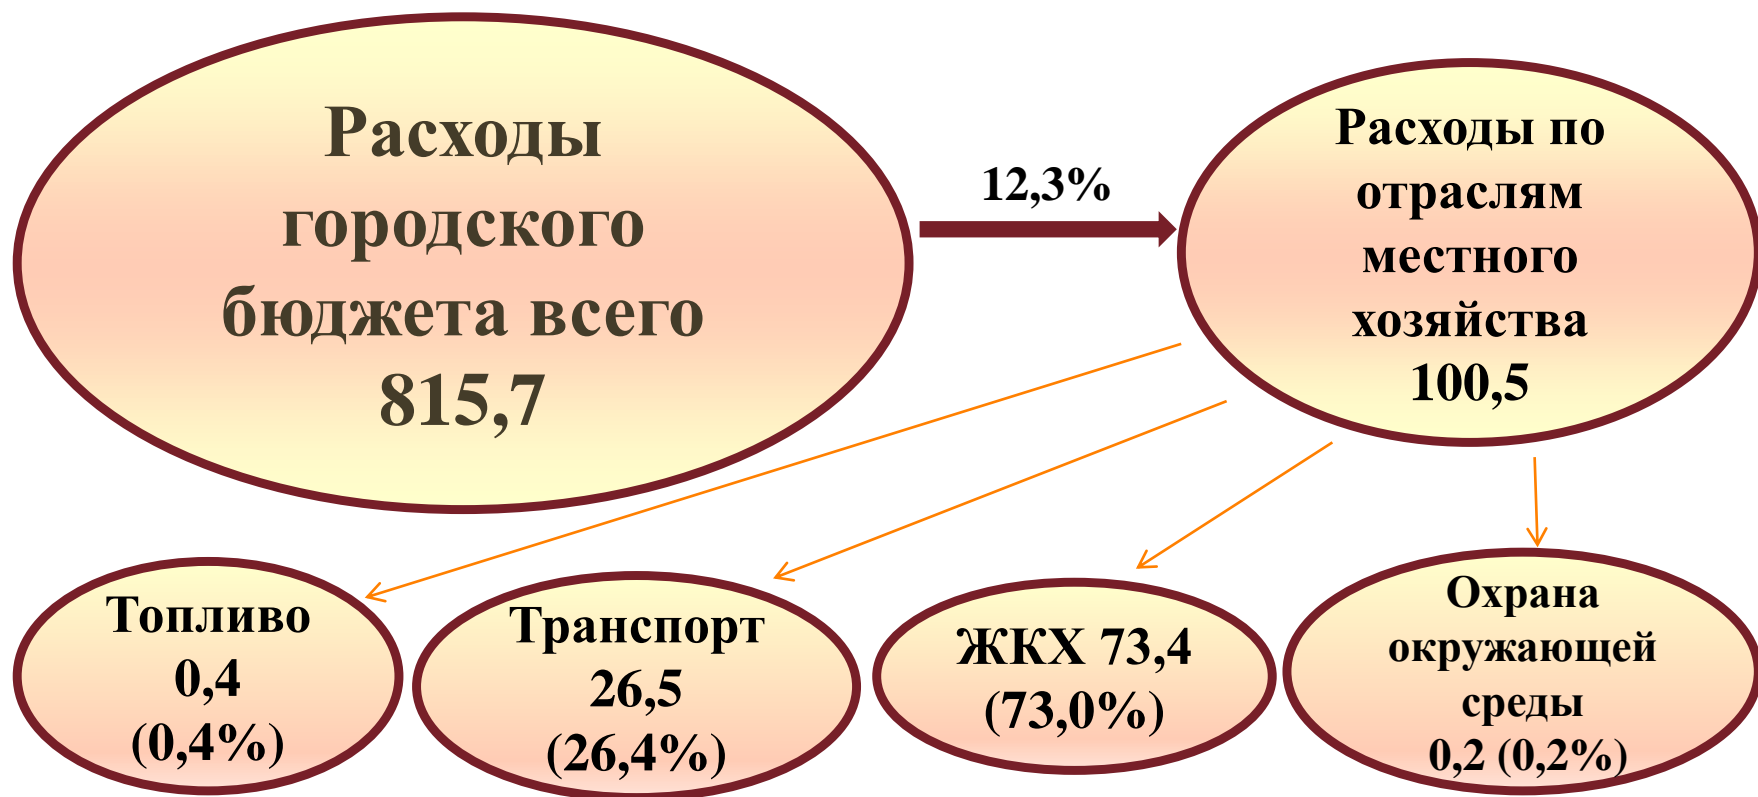 Расходы
городского
бюджета всего
815,7
12,3%
Расходы по
отраслям
местного
хозяйства
100,5
Топливо
0,4
(0,4%)
Транспорт
26,5
(26,4%)
ЖКХ 73,4
(73,0%)
Охрана
окружающей
среды
0,2 (0,2%)